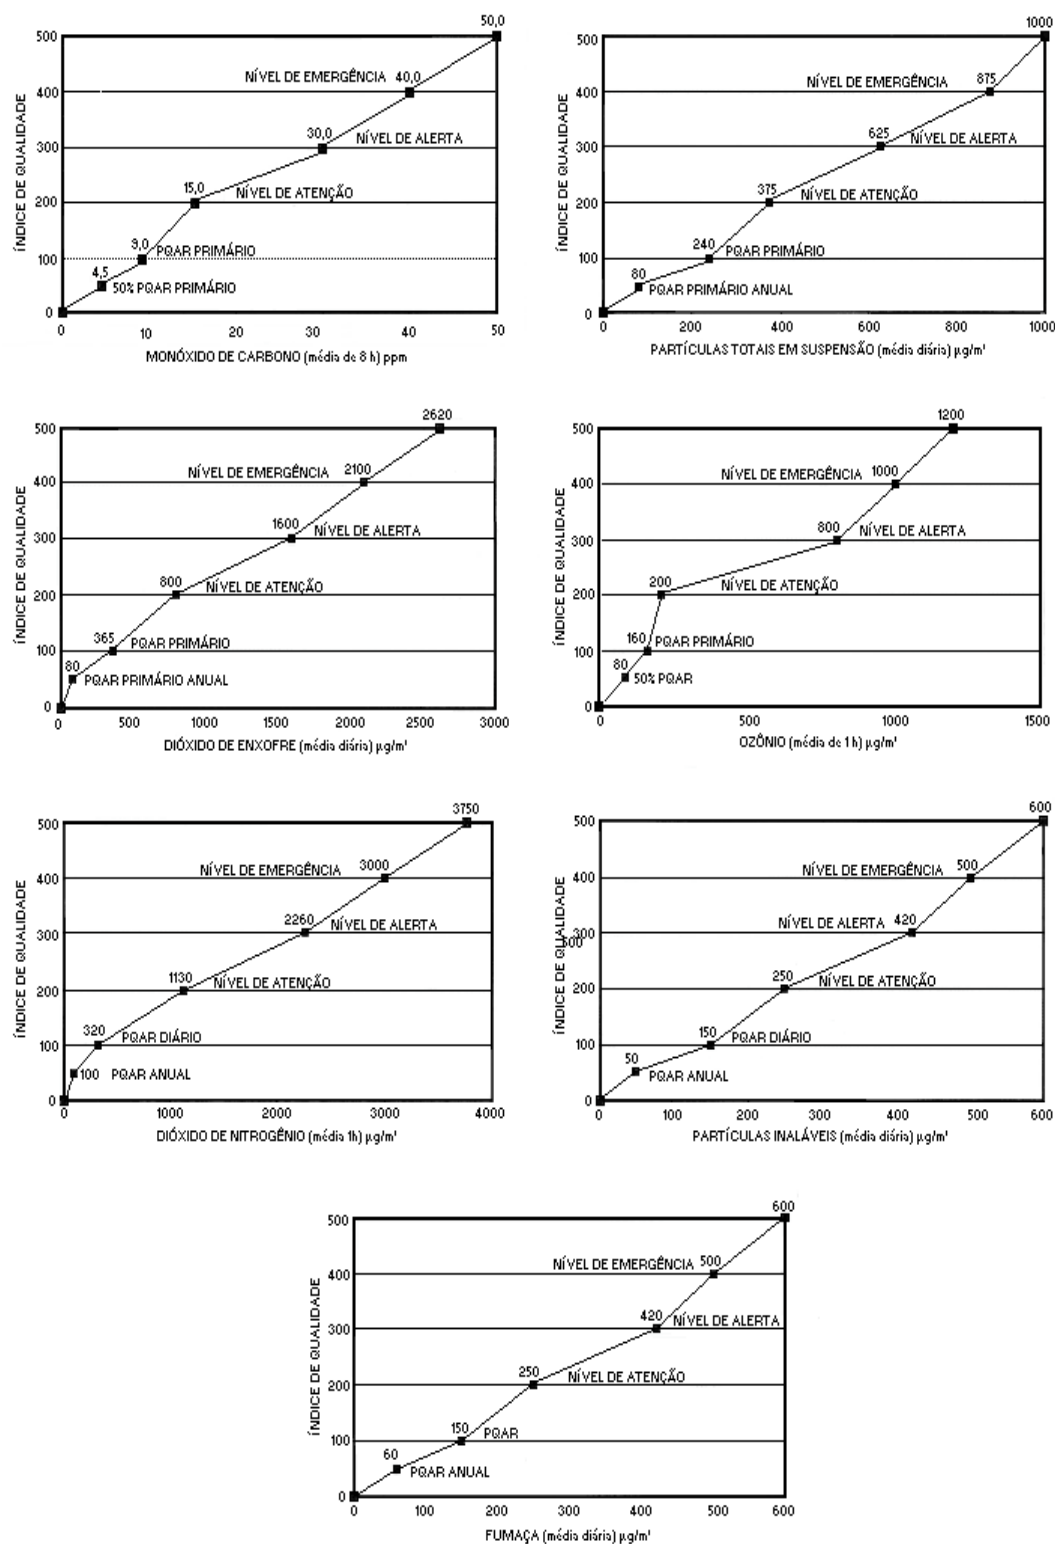 50,0
500
NÍVEL DE EMERGÊNCIA 40,0
400
30,0
NÍVEL DE ALERTA
300
15,0
NÍVEL DE ATENÇÃO
200
9,0
PQAR PRIMÁRIO
100
4,5
50% PQAR PRIMÁRIO
0
0 10 20 30 40 50
MONÓXIDO DE CARBONO (média de 8 h) ppm
ÍNDICE DE QUALIDADE
1000
500
NÍVEL DE EMERGÊNCIA 875
400
625
NÍVEL DE ALERTA
300
375
NÍVEL DE ATENÇÃO
200
240
PQAR PRIMÁRIO
100
80
PQAR PRIMÁRIO ANUAL
0
0 200 400 600 800 1000
PARTÍCULAS TOTAIS EM SUSPENSÃO (média diária) µg/m³
ÍNDICE DE QUALIDADE
2620
500
NÍVEL DE EMERGÊNCIA 2100
400
1600
NÍVEL DE ALERTA
300
800
NÍVEL DE ATENÇÃO
200
365
PQAR PRIMÁRIO
100
80
PQAR PRIMÁRIO ANUAL
0
0 500 1000 1500 2000 2500 3000
DIÓXIDO DE ENXOFRE (média diária) µg/m³
ÍNDICE DE QUALIDADE
1200
500
NÍVEL DE EMERGÊNCIA 1000
400
800
NÍVEL DE ALERTA
300
200
NÍVEL DE ATENÇÃO
200
160
PQAR PRIMÁRIO
100
80
50% PQAR
0
0 500 1000 1500
OZÔNIO (média de 1 h) µg/m³
ÍNDICE DE QUALIDADE
3750
500
NÍVEL DE EMERGÊNCIA 3000
400
2260
NÍVEL DE ALERTA
300
1130
NÍVEL DE ATENÇÃO
200
320
PQAR DIÁRIO
100
100 PQAR ANUAL
0
0 1000 2000 3000 4000
DIÓXIDO DE NITROGÊNIO (média 1h) µg/m³
ÍNDICE DE QUALIDADE
600
500
NÍVEL DE EMERGÊNCIA 500
400
NÍVEL DE ALERTA 420
300
250
NÍVEL DE ATENÇÃO
200
150
PQAR DIÁRIO
100
50
PQAR ANUAL
0
0 100 200 300 400 500 600
PARTÍCULAS INALÁVEIS (média diária) µg/m³
ÍNDICE DE QUALIDADE
600
500
NÍVEL DE EMERGÊNCIA 500
400
420
NÍVEL DE ALERTA
300
250
NÍVEL DE ATENÇÃO
200
150
PQAR
100
60
PQAR ANUAL
0
0 100 200 300 400 500 600
FUMAÇA (média diária) µg/m³
ÍNDICE DE QUALIDADE